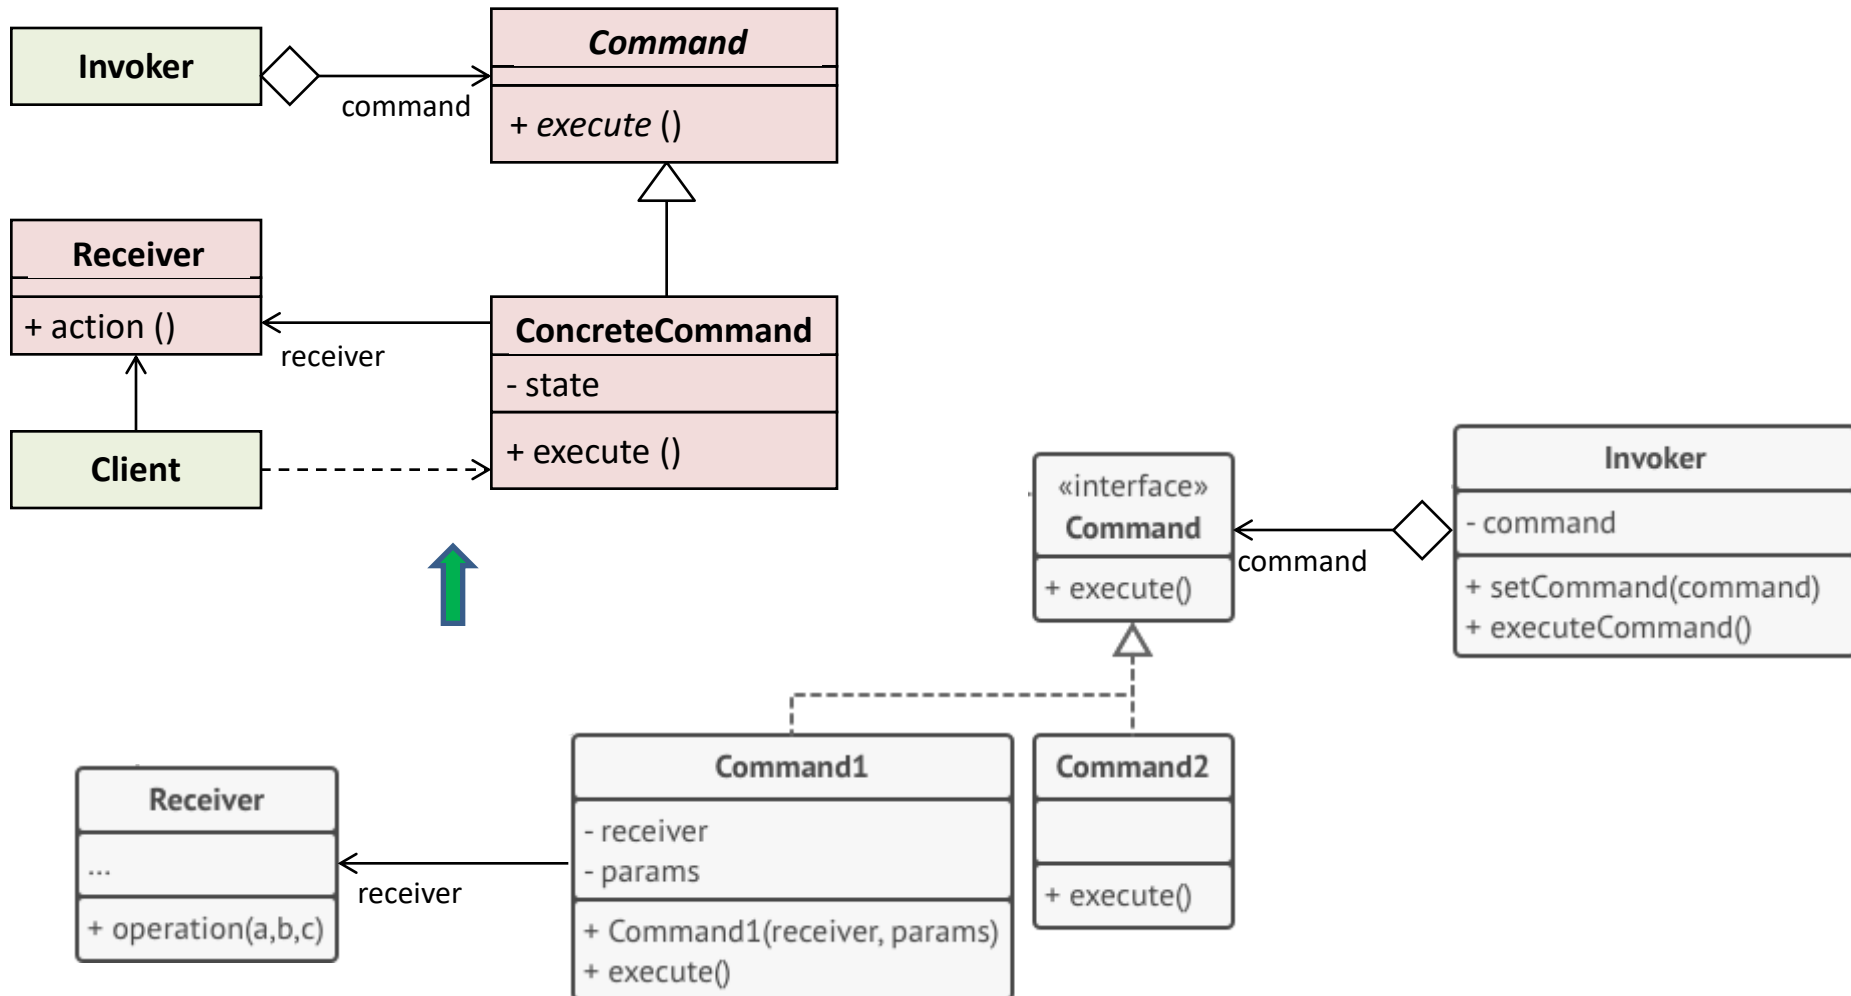 Invoker
command
Command
+ execute ()
Receiver
+ action ()
receiver
ConcreteCommand
- state
+ execute ()
Client
«interface»
Command
+ execute()
command
Invoker
- command
+ setCommand(command)
+ executeCommand()
Receiver
...
+ operation(a,b,c)
receiver
Command1
- receiver
- params
+ Command1(receiver, params)
+ execute()
Command2
+ execute()